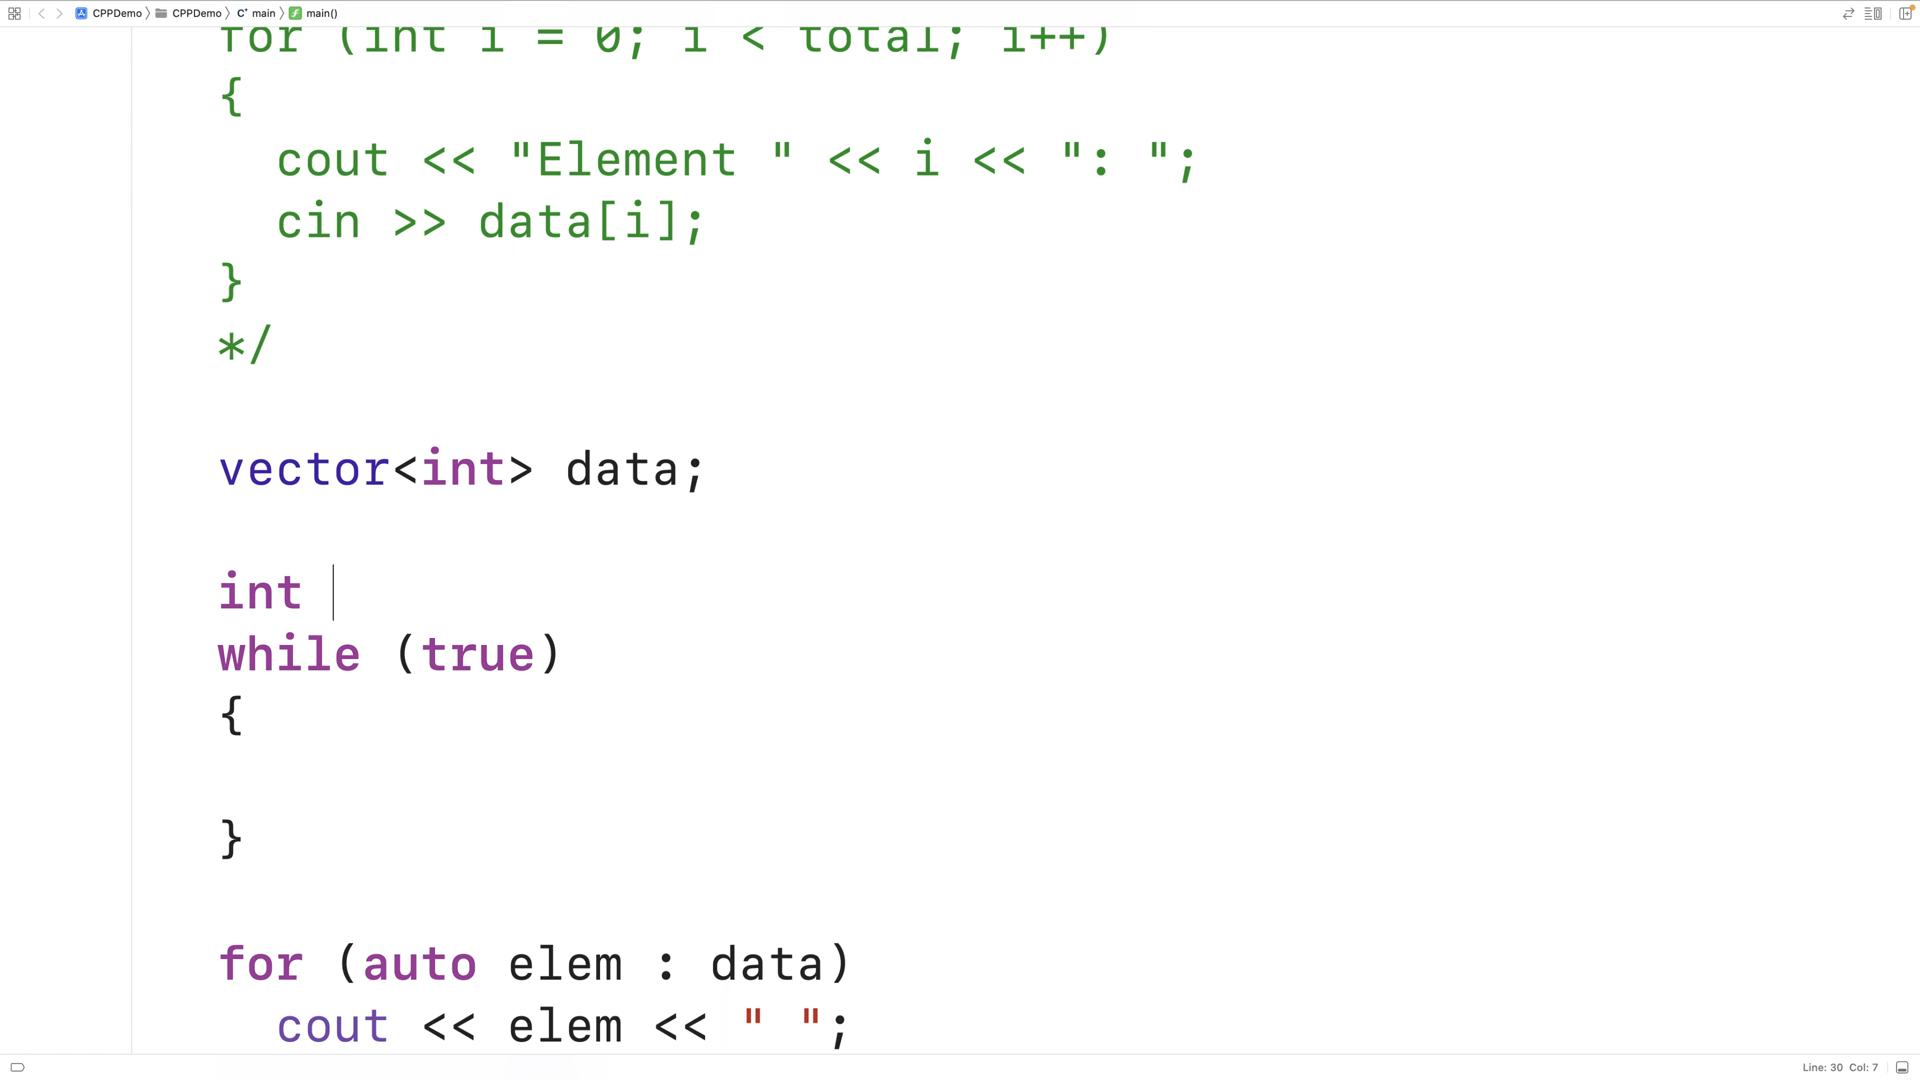 CPPDemo 〉 CPPDemo 〉 C⁺ main 〉 f main()
for (int i = 0; i < total; i++)
{
cout << "Element " << i << ": ";
cin >> data[i];
}
*/
vector<int> data;
int
while (true)
{
}
for (auto elem : data)
cout << elem << " ";
Line: 30 Col: 7